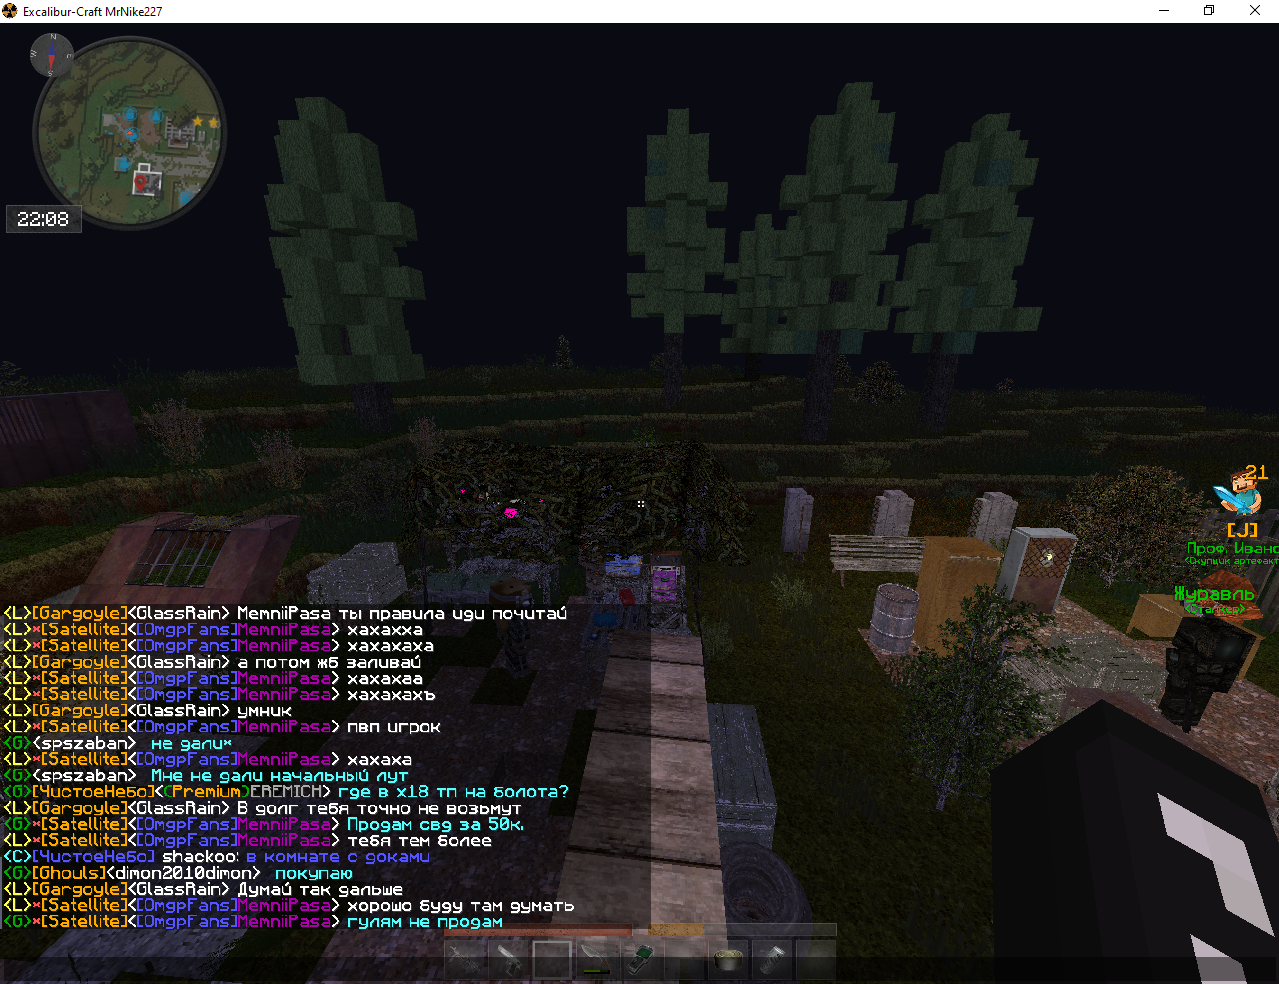 Excalibur-Craft MrNike227
N
W
E
S
22:08
21
[J]
Проф. Ивано
<Скупщик артефакт
Журавль
<Сталкер>
<L>[Gargoyle]<GlassRain> MemniiPasa ты правила иди почитай
<L>*[Satellite]<[OmgpFans]MemniiPasa> хахахха
<L>*[Satellite]<[OmgpFans]MemniiPasa> хахахаха
<L>[Gargoyle]<GlassRain> а потом жб заливай
<L>*[Satellite]<[OmgpFans]MemniiPasa> хахахаа
<L>*[Satellite]<[OmgpFans]MemniiPasa> хахахахъ
<L>[Gargoyle]<GlassRain> умник
<L>*[Satellite]<[OmgpFans]MemniiPasa> пвп игрок
<G>(spszaban> не дали*
<L>*[Satellite]<[OmgpFans]MemniiPasa> хахаха
<G>(spszaban> Мне не дали начальный лут
<G>[ЧистоеНебо]<(Premium)EREMICH> где в х18 тп на болота?
<L>[Gargoyle]<GlassRain> В долг тебя точно не возьмут
<G>*[Satellite]<[OmgpFans]MemniiPasa> Продам свд за 50к.
<L>*[Satellite]<[OmgpFans]MemniiPasa> тебя тем более
<C>[ЧистоеНебо] shackoo: в комнате с доками
<G>[Ghouls]<dimon2010dimon> покупаю
<L>[Gargoyle]<GlassRain> Думай так дальше
<L>*[Satellite]<[OmgpFans]MemniiPasa> хорошо буду там думать
<G>*[Satellite]<[OmgpFans]MemniiPasa> гулям не продам